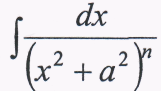 ∫ dx / (x² + a²)ⁿ